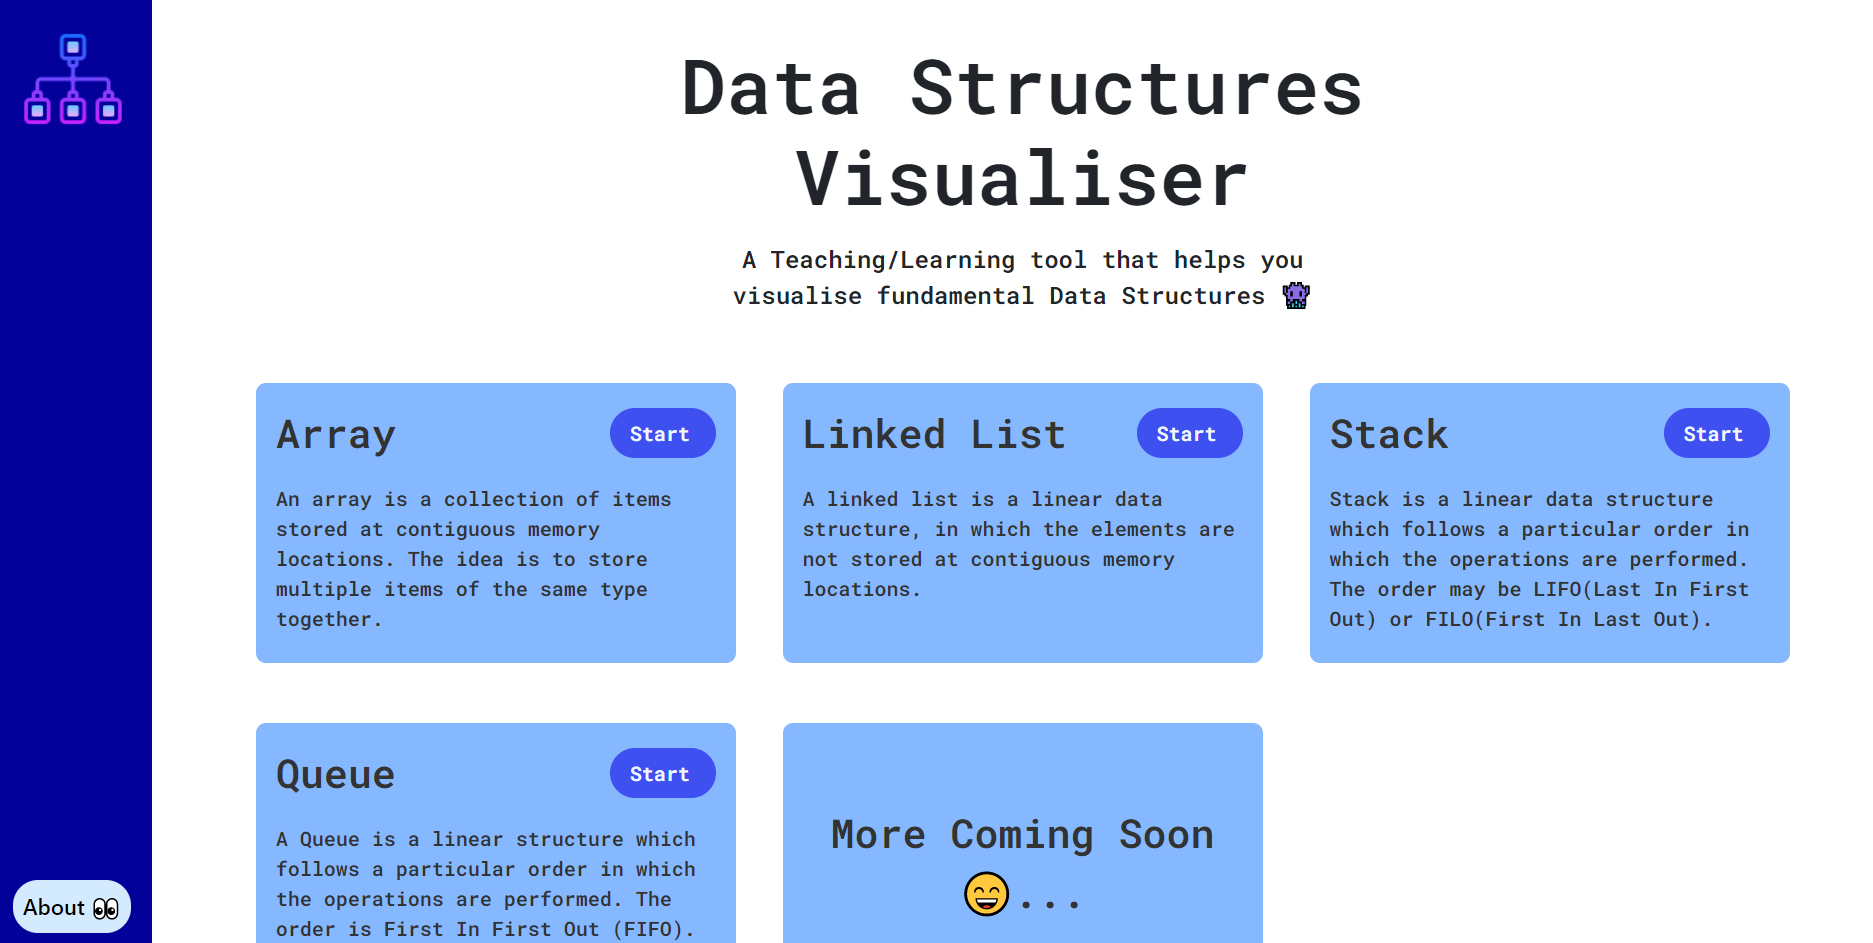 Data Structures
Visualiser
A Teaching/Learning tool that helps you
visualise fundamental Data Structures
Array
Start
An array is a collection of items
stored at contiguous memory
locations. The idea is to store
multiple items of the same type
together.
Linked List
Start
A linked list is a linear data
structure, in which the elements are
not stored at contiguous memory
locations.
Stack
Start
Stack is a linear data structure
which follows a particular order in
which the operations are performed.
The order may be LIFO(Last In First
Out) or FILO(First In Last Out).
Queue
Start
A Queue is a linear structure which
follows a particular order in which
the operations are performed. The
order is First In First Out (FIFO).
More Coming Soon
😄...
About 👀